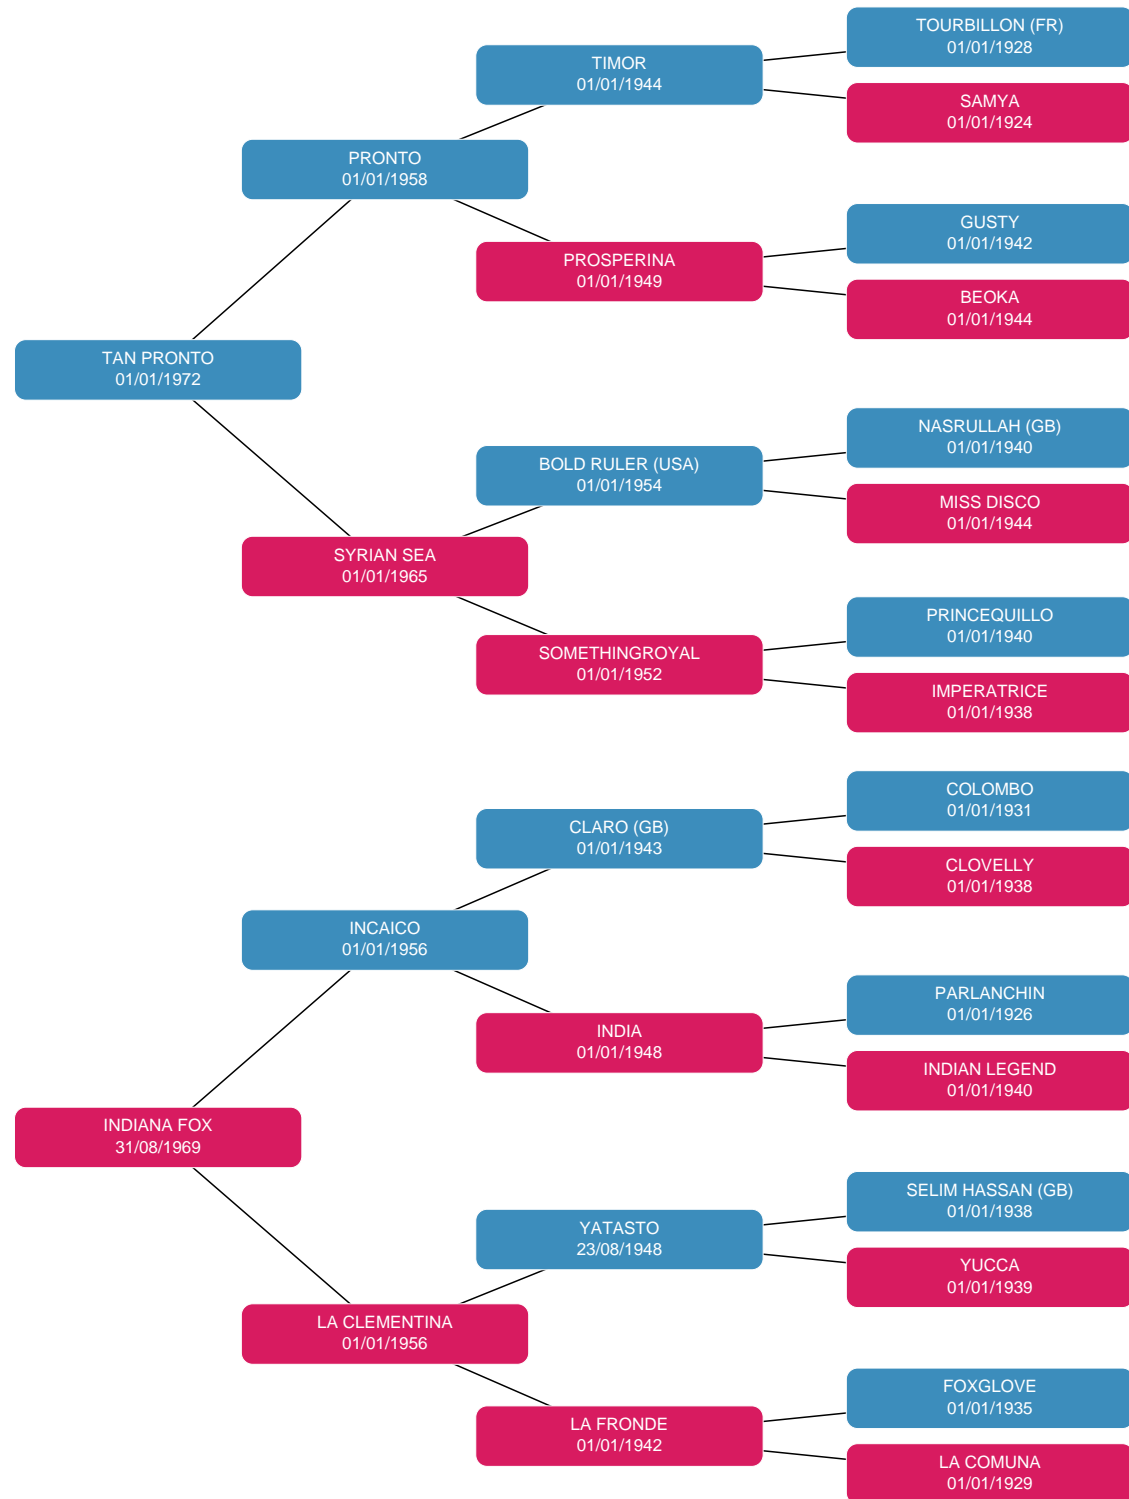 TOURBILLON (FR)
01/01/1928
TIMOR
01/01/1944
SAMYA
01/01/1924
PRONTO
01/01/1958
GUSTY
01/01/1942
PROSPERINA
01/01/1949
BEOKA
01/01/1944
TAN PRONTO
01/01/1972
NASRULLAH (GB)
01/01/1940
BOLD RULER (USA)
01/01/1954
MISS DISCO
01/01/1944
SYRIAN SEA
01/01/1965
PRINCEQUILLO
01/01/1940
SOMETHINGROYAL
01/01/1952
IMPERATRICE
01/01/1938
COLOMBO
01/01/1931
CLARO (GB)
01/01/1943
CLOVELLY
01/01/1938
INCAICO
01/01/1956
PARLANCHIN
01/01/1926
INDIA
01/01/1948
INDIAN LEGEND
01/01/1940
INDIANA FOX
31/08/1969
SELIM HASSAN (GB)
01/01/1938
YATASTO
23/08/1948
YUCCA
01/01/1939
LA CLEMENTINA
01/01/1956
FOXGLOVE
01/01/1935
LA FRONDE
01/01/1942
LA COMUNA
01/01/1929